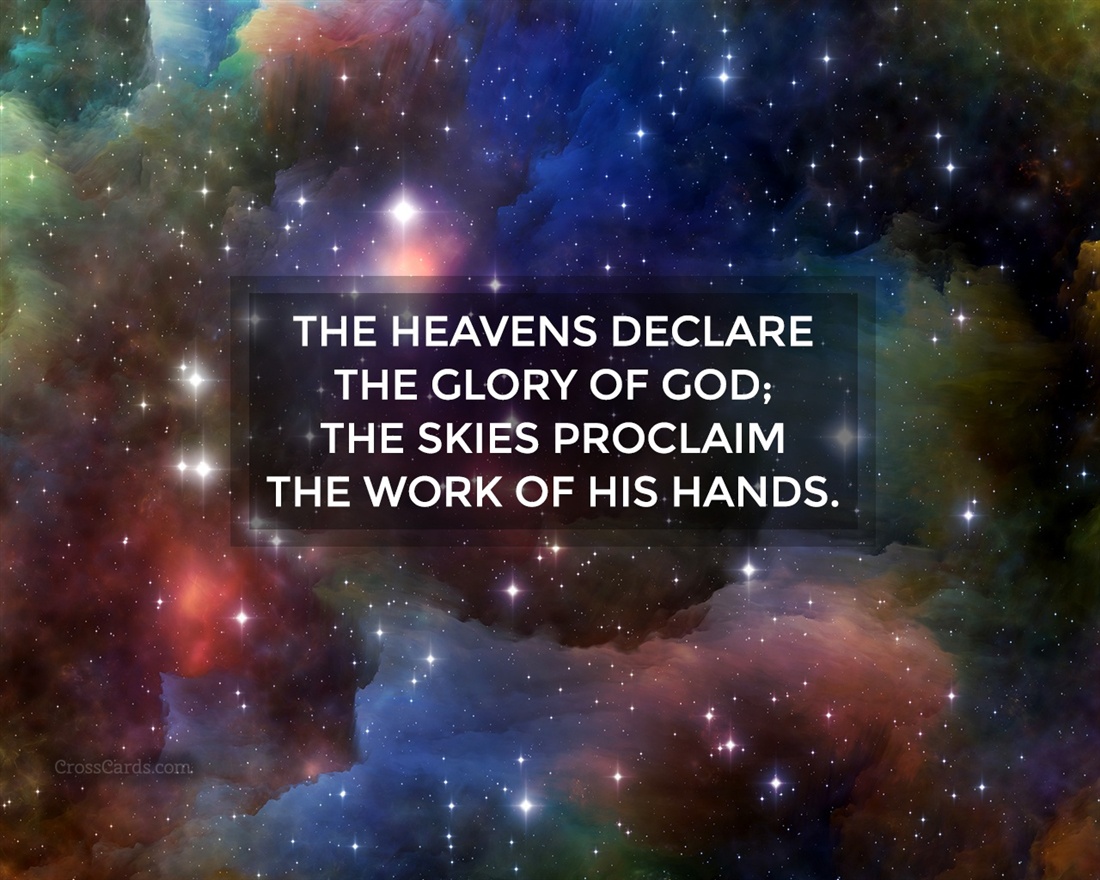 THE HEAVENS DECLARE
THE GLORY OF GOD;
THE SKIES PROCLAIM
THE WORK OF HIS HANDS.
CrossCards.com